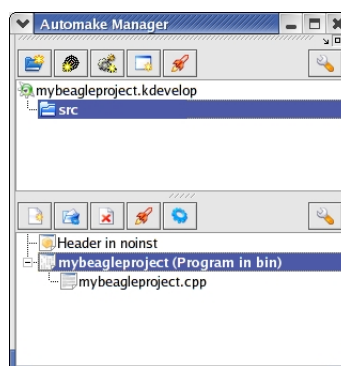 Automake Manager
mybeagleproject.kdevelop
src
Header in noinst
mybeagleproject (Program in bin)
mybeagleproject.cpp